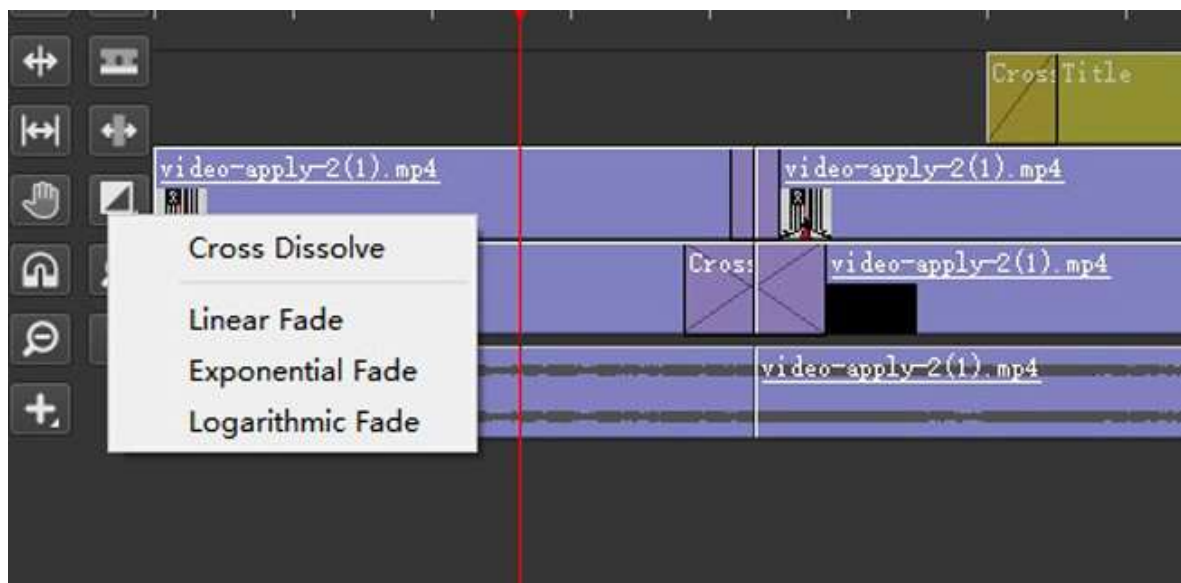 Cross Title
video-apply-2(1).mp4
video-apply-2(1).mp4
Cross Dissolve
Cross
video-apply-2(1).mp4
Linear Fade
Exponential Fade
video-apply-2(1).mp4
Logarithmic Fade